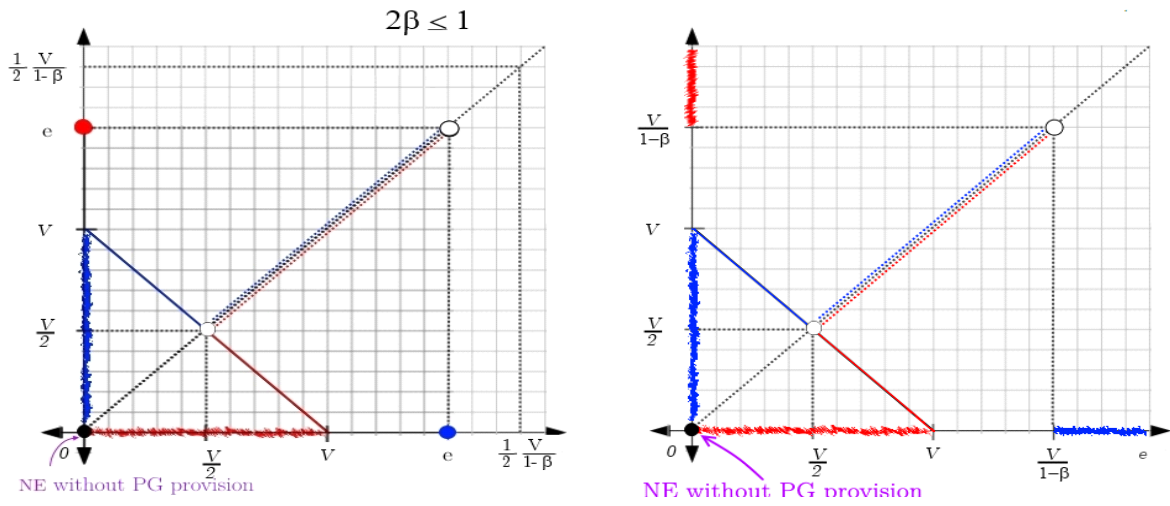 2β ≤ 1
1/2 V/1-β
e
V
V/2
0
V/2
V
e
1/2 V/1-β
NE without PG provision
V/1-β
V
V/2
0
V/2
V
V/1-β
e
NE without PG provision